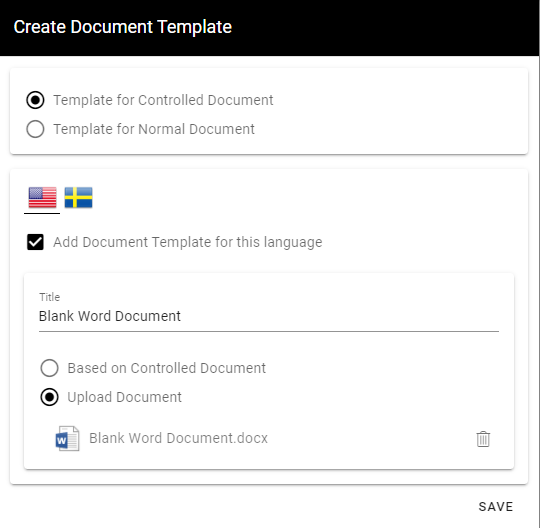 Create Document Template
Template for Controlled Document
Template for Normal Document
Add Document Template for this language
Title
Blank Word Document
Based on Controlled Document
Upload Document
W
Blank Word Document.docx
SAVE